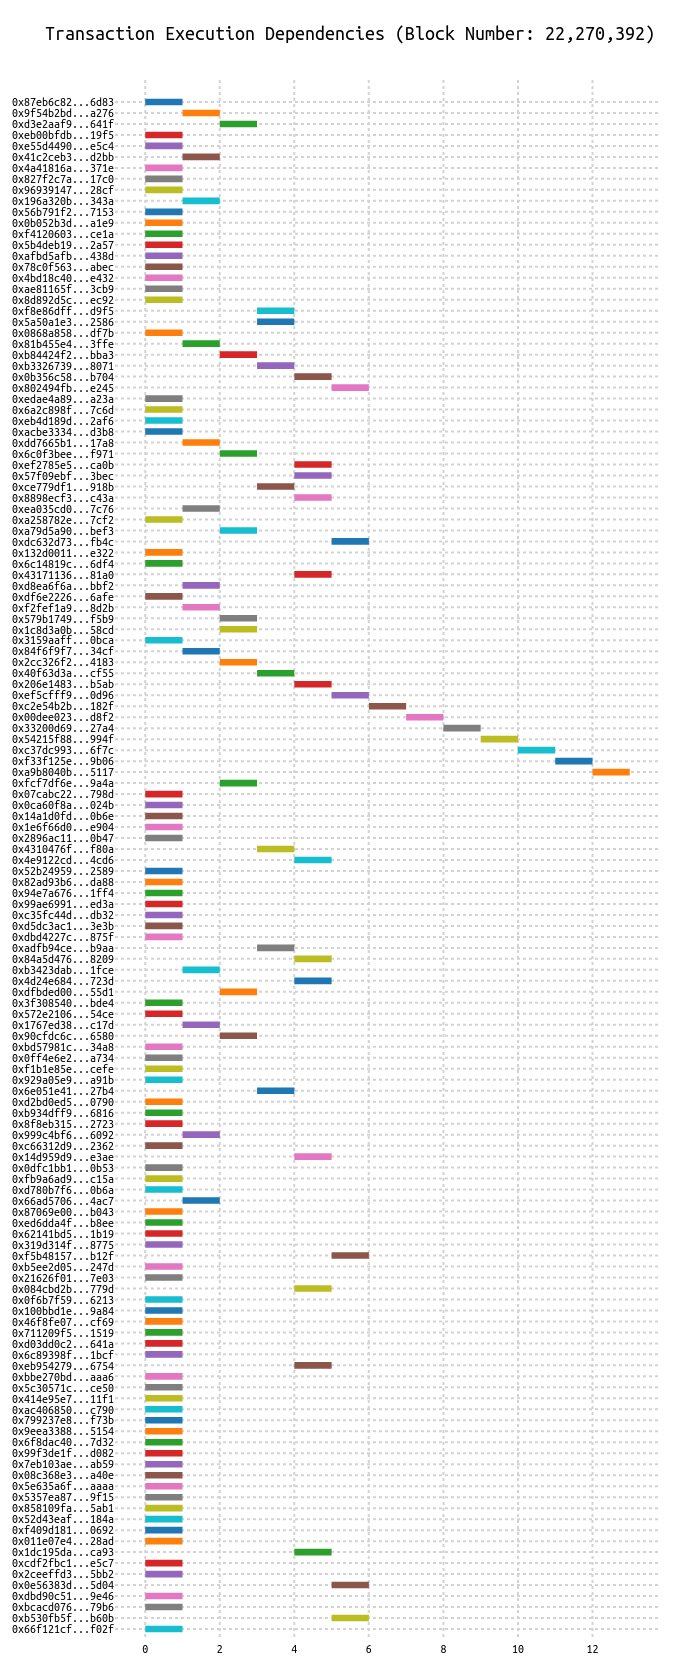 Transaction Execution Dependencies (Block Number: 22,270,392)
0x87eb6c82...6d83
0x9f54b2bd...a276
0xd3e2aaf9...641f
0xeb00bfdb...19f5
0xe55d4490...e5c4
0x41c2ceb3...d2bb
0x4a41816a...371e
0x827f2c7a...17c0
0x96939147...28cf
0x196a320b...343a
0x56b791f2...7153
0x0b052b3d...a1e9
0xf4120603...ce1a
0x5b4deb19...2a57
0xafbd5afb...438d
0x78c0f563...abec
0x4bd18c40...e432
0xae81165f...3cb9
0x8d892d5c...ec92
0xf8e86dff...d9f5
0x5a50a1e3...2586
0x0868a858...df7b
0x81b455e4...3ffe
0xb84424f2...bba3
0xb3326739...8071
0x0b356c58...b704
0x802494fb...e245
0xedae4a89...a23a
0x6a2c898f...7c6d
0xeb4d189d...2af6
0xacbe3334...d3b8
0xdd7665b1...17a8
0x6c0f3bee...f971
0xef2785e5...ca0b
0x57f09ebf...3bec
0xce779df1...918b
0x8898ecf3...c43a
0xea035cd0...7c76
0xa258782e...7cf2
0xa79d5a90...bef3
0xdc632d73...fb4c
0x132d0011...e322
0x6c14819c...6df4
0x43171136...81a0
0xd8ea6f6a...bbf2
0xdf6e2226...6afe
0xf2fef1a9...8d2b
0x579b1749...f5b9
0x1c8d3a0b...58cd
0x3159aaff...0bca
0x84f6f9f7...34cf
0x2cc326f2...4183
0x40f63d3a...cf55
0x206e1483...b5ab
0xef5cfff9...0d96
0xc2e54b2b...182f
0x00dee023...d8f2
0x33200d69...27a4
0x54215f88...994f
0xc37dc993...6f7c
0xf33f125e...9b06
0xa9b8040b...5117
0xfcf7df6e...9a4a
0x07cabc22...798d
0x0ca60f8a...024b
0x14a1d0fd...0b6e
0x1e6f66d0...e904
0x2896ac11...0b47
0x4310476f...f80a
0x4e9122cd...4cd6
0x52b24959...2589
0x82ad93b6...da88
0x94e7a676...1ff4
0x99ae6991...ed3a
0xc35fc44d...db32
0xd5dc3ac1...3e3b
0xdbd4227c...875f
0xadfb94ce...b9aa
0x84a5d476...8209
0xb3423dab...1fce
0x4d24e684...723d
0xdfbded00...55d1
0x3f308540...bde4
0x572e2106...54ce
0x1767ed38...c17d
0x90cfdc6c...6580
0xbd57981c...34a8
0x0ff4e6e2...a734
0xf1b1e85e...cefe
0x929a05e9...a91b
0x6e051e41...27b4
0xd2bd0ed5...0790
0xb934dff9...6816
0x8f8eb315...2723
0x999c4bf6...6092
0xc66312d9...2362
0x14d959d9...e3ae
0x0dfc1bb1...0b53
0xfb9a6ad9...c15a
0xd780b7f6...0b6a
0x66ad5706...4ac7
0x87069e00...b043
0xed6dda4f...b8ee
0x62141bd5...1b19
0x319d314f...8775
0xf5b48157...b12f
0xb5ee2d05...247d
0x21626f01...7e03
0x084cbd2b...779d
0x0f6b7f59...6213
0x100bbd1e...9a84
0x46f8fe07...cf69
0x711209f5...1519
0xd03dd0c2...641a
0x6c89398f...1bcf
0xeb954279...6754
0xbbe270bd...aaa6
0x5c30571c...ce50
0x414e95e7...11f1
0xac406850...c790
0x799237e8...f73b
0x9eea3388...5154
0x6f8dac40...7d32
0x99f3de1f...d082
0x7eb103ae...ab59
0x08c368e3...a40e
0x5e635a6f...aaaa
0x5357ea87...9f15
0x858109fa...5ab1
0x52d43eaf...184a
0xf409d181...0692
0x011e07e4...28ad
0x1dc195da...ca93
0xcdf2fbc1...e5c7
0x2ceeffd3...5bb2
0x0e56383d...5d04
0xdbd90c51...9e46
0xbcacd076...79b6
0xb530fb5f...b60b
0x66f121cf...f02f
0 2 4 6 8 10 12